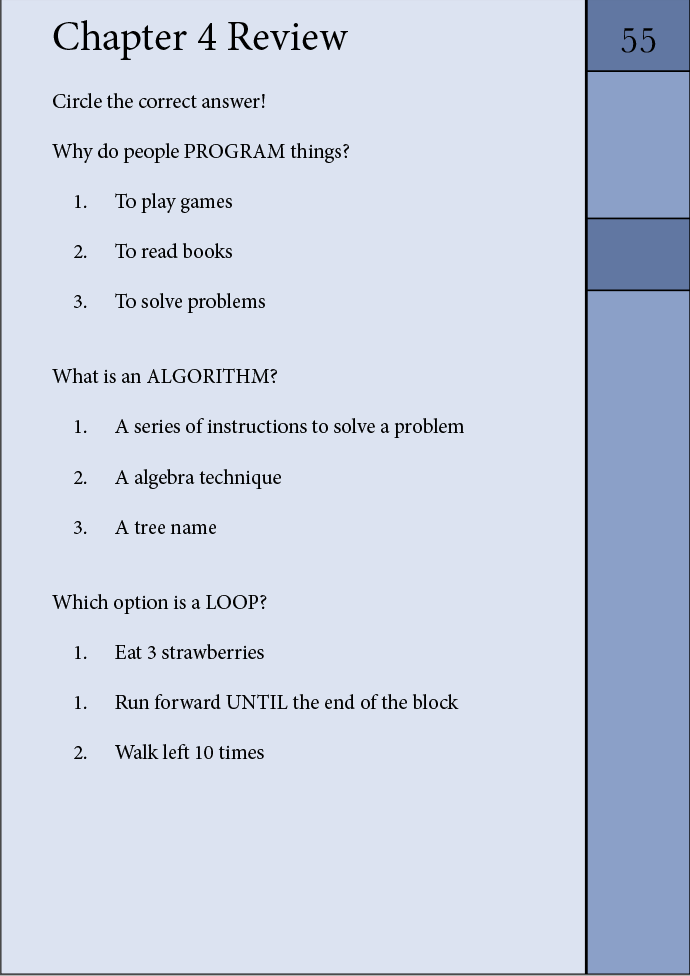 Chapter 4 Review
55
Circle the correct answer!
Why do people PROGRAM things?
1. To play games
2. To read books
3. To solve problems
What is an ALGORITHM?
1. A series of instructions to solve a problem
2. A algebra technique
3. A tree name
Which option is a LOOP?
1. Eat 3 strawberries
1. Run forward UNTIL the end of the block
2. Walk left 10 times